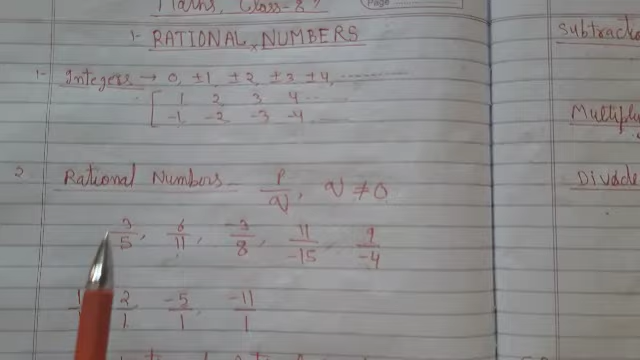 Maths, Class-8
Page
1- RATIONAL NUMBERS
1- Integers → 0, ±1, ±2, ±3 ±4, ............
1 2 3 4 ...
-1 -2 -3 -4
2 Rational Numbers - p/q, q ≠ 0
3/5, 6/11, -3/8, 11/-15, 9/-4
2/1 -5/1, -11/1
Subtractio
Multiply
Divide